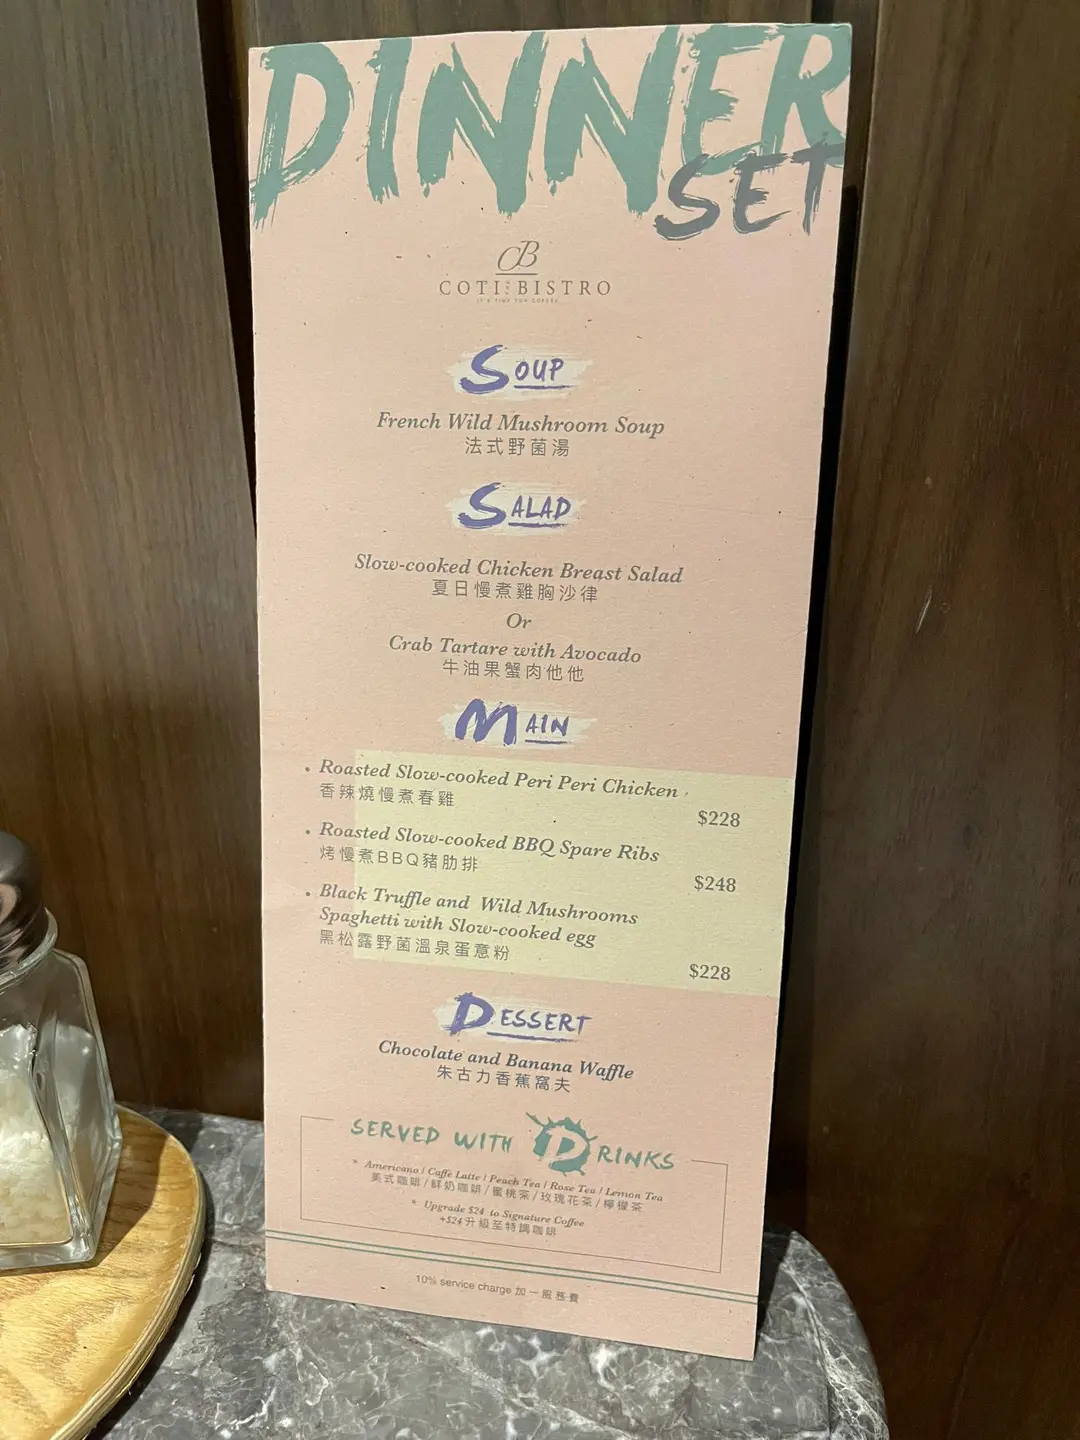 DINNER
SET
CB
COTI BISTRO
IT'S TIME FOR COFFEE
SOUP
French Wild Mushroom Soup
法式野菌湯
SALAD
Slow-cooked Chicken Breast Salad
夏日慢煮雞胸沙律
Or
Crab Tartare with Avocado
牛油果蟹肉他他
MAIN
• Roasted Slow-cooked Peri Peri Chicken
香辣燒慢煮春雞
$228
• Roasted Slow-cooked BBQ Spare Ribs
烤慢煮BBQ豬肋排
$248
• Black Truffle and Wild Mushrooms
Spaghetti with Slow-cooked egg
黑松露野菌溫泉蛋意粉
$228
DESSERT
Chocolate and Banana Waffle
朱古力香蕉窩夫
SERVED WITH DRINKS
* Americano / Caffè Latte / Peach Tea / Rose Tea / Lemon Tea
美式咖啡/鮮奶咖啡/蜜桃茶/玫瑰花茶/檸檬茶
* Upgrade $24 to Signature Coffee
+$24升級至特調咖啡
10% service charge 加一服務費